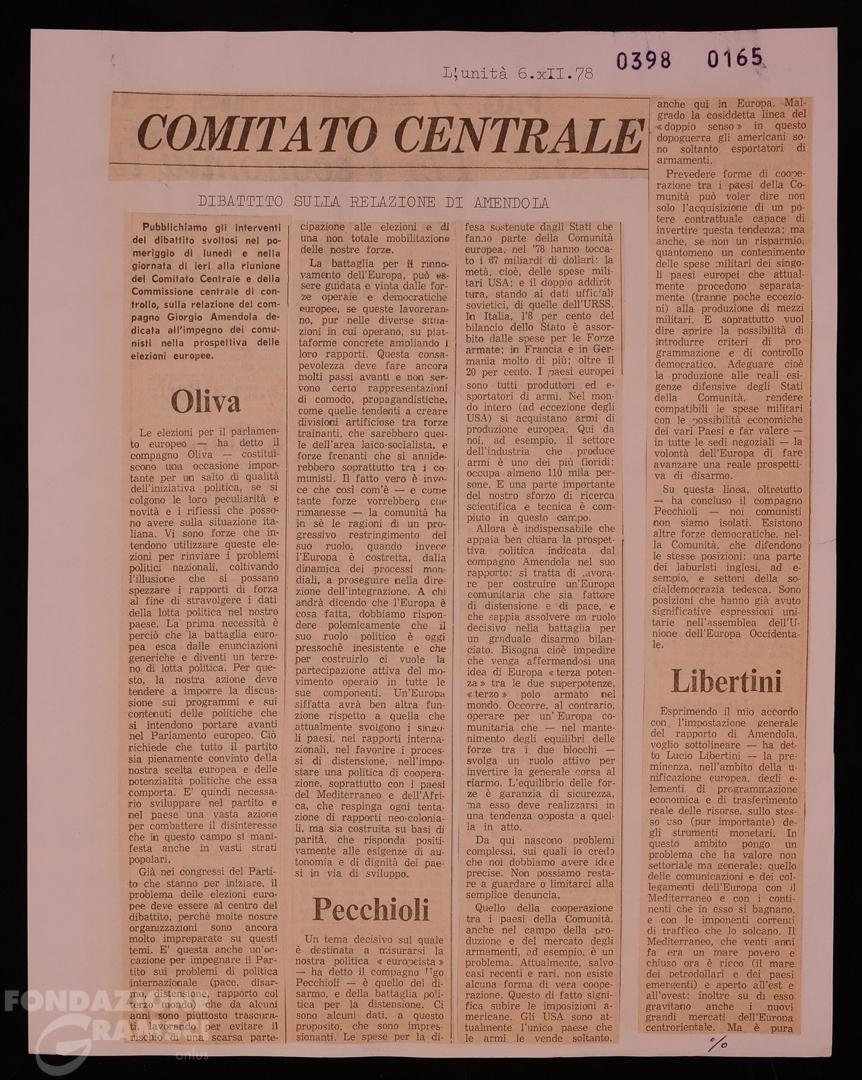 L'unità 6.xII.78
0398 0165
COMITATO CENTRALE
DIBATTITO SULLA RELAZIONE DI AMENDOLA
Pubblichiamo gli interventi
del dibattito svoltosi nel po-
meriggio di lunedì e nella
giornata di ieri alla riunione
del Comitato Centrale e della
Commissione centrale di con-
trollo, sulla relazione del com-
pagno Giorgio Amendola de-
dicata all'impegno dei comu-
nisti nella prospettiva delle
elezioni europee.
Oliva
Le elezioni per il parlamen-
to europeo — ha detto il
compagno Oliva — costitui-
scono una occasione impor-
tante per un salto di qualità
dell'iniziativa politica, se si
colgono le loro peculiarità e
novità e i riflessi che posso-
no avere sulla situazione ita-
liana. Vi sono forze che in-
tendono utilizzare queste ele-
zioni per rinviare i problemi
politici nazionali, coltivando
l'illusione che si possano
spezzare i rapporti di forza
al fine di stravolgere i dati
della lotta politica nel nostro
paese. La prima necessità è
perciò che la battaglia euro-
pea esca dalle enunciazioni
generiche e diventi un terre-
no di lotta politica. Per que-
sto, la nostra azione deve
tendere a imporre la discus-
sione sui programmi e sui
contenuti delle politiche che
si intendono portare avanti
nel Parlamento europeo. Ciò
richiede che tutto il partito
sia pienamente convinto della
nostra scelta europea e delle
potenzialità politiche che essa
comporta. E' quindi necessa-
rio sviluppare nel partito e
nel paese una vasta azione
per combattere il disinteresse
che in questo campo si mani-
festa anche in vasti strati
popolari.
Già nei congressi del Parti-
to che stanno per iniziare, il
problema delle elezioni euro-
pee deve essere al centro del
dibattito, perchè molte nostre
organizzazioni sono ancora
molto impreparate su questi
temi. E' questa anche un'oc-
cazione per impegnare il Par-
tito sui problemi di politica
internazionale (pace, disar-
mo, distensione, rapporto col
terzo mondo) che da alcuni
anni sono piuttosto trascura-
ti, lavorando per evitare il
rischio di una scarsa parte-
cipazione alle elezioni e di
una non totale mobilitazione
delle nostre forze.
La battaglia per il rinno-
vamento dell'Europa, può es-
sere guidata e vinta dalle for-
ze operaie e democratiche
europee, se queste lavoreran-
no, pur nelle diverse situa-
zioni in cui operano, su piat-
taforme concrete ampliando i
loro rapporti. Questa consa-
pevolezza deve fare ancora
molti passi avanti e non ser-
vono certo rappresentazioni
di comodo, propagandistiche,
come quelle tendenti a creare
divisioni artificiose tra forze
trainanti, che sarebbero quel-
le dell'area laico-socialista, e
forze frenanti che si annide-
rebbero soprattutto tra i co-
munisti. Il fatto vero è inve-
ce che così com'è — e come
tante forze vorrebbero che
rimanesse — la comunità ha
in sè le ragioni di un pro-
gressivo restringimento del
suo ruolo, quando invece
l'Europa è costretta, dalla
dinamica dei processi mon-
diali, a proseguire nella dire-
zione dell'integrazione. A chi
andrà dicendo che l'Europa è
cosa fatta, dobbiamo rispon-
dere polemicamente che il
suo ruolo politico è oggi
pressochè inesistente e che
per costruirlo ci vuole la
partecipazione attiva del mo-
vimento operaio in tutte le
sue componenti. Un'Europa
siffatta avrà ben altra fun-
zione rispetto a quella che
attualmente svolgono i singo-
li paesi, nei rapporti interna-
zionali, nel favorire i proces-
si di distensione, nell'impo-
stare una politica di coopera-
zione, soprattutto con i paesi
del Mediterraneo e dell'Afri-
ca, che respinga ogni tenta-
zione di rapporti neo-colonia-
li, ma sia costruita su basi di
parità, che risponda positi-
vamente alle esigenze di au-
tonomia e di dignità dei pae-
si in via di sviluppo.
Pecchioli
Un tema decisivo sul quale
è destinata a misurarsi la
nostra politica « europeista »
— ha detto il compagno Ugo
Pecchioli — è quello del di-
sarmo, e della battaglia poli-
tica per la distensione. Ci
sono alcuni dati, a questo
proposito, che sono impres-
sionanti. Le spese per la di-
fesa sostenute dagli Stati che
fanno parte della Comunità
europea, nel '78 hanno tocca-
to i 67 miliardi di dollari: la
metà, cioè, delle spese mili-
tari USA; e il doppio addirit-
tura, stando ai dati ufficiali
sovietici, di quelle dell'URSS.
In Italia, l'8 per cento del
bilancio dello Stato è assor-
bito dalle spese per le Forze
armate; in Francia e in Ger-
mania molto di più: oltre il
20 per cento. I paesi europei
sono tutti produttori ed e-
sportatori di armi. Nel mon-
do intero (ad eccezione degli
USA) si acquistano armi di
produzione europea. Qui da
noi, ad esempio, il settore
dell'industria che produce
armi è uno dei più floridi:
occupa almeno 110 mila per-
sone. E una parte importante
del nostro sforzo di ricerca
scientifica e tecnica è com-
piuto in questo campo.
Allora è indispensabile che
appaia ben chiara la prospet-
tiva politica indicata dal
compagno Amendola nel suo
rapporto: si tratta di lavora-
re per costruire un'Europa
comunitaria che sia fattore
di distensione e di pace, e
che sappia assolvere un ruolo
decisivo nella battaglia per
un graduale disarmo bilan-
ciato. Bisogna cioè impedire
che venga affermandosi una
idea di Europa « terza poten-
za » tra le due superpotenze,
« terzo » polo armato nel
mondo. Occorre, al contrario,
operare per un'Europa co-
munitaria che — nel mante-
nimento degli equilibri delle
forze tra i due blocchi —
svolga un ruolo attivo per
invertire la generale corsa al
riarmo. L'equilibrio delle for-
ze è garanzia di sicurezza,
ma esso deve realizzarsi in
una tendenza opposta a quel-
la in atto.
Da qui nascono problemi
complessi, sui quali io credo
che noi dobbiamo avere idee
precise. Non possiamo resta-
re a guardare o limitarci alla
semplice denuncia.
Quello della cooperazione
tra i paesi della Comunità,
anche nel campo della pro-
duzione e del mercato degli
armamenti, ad esempio, è un
problema. Attualmente, salvo
casi recenti e rari, non esiste
alcuna forma di vera coope-
razione. Questo di fatto signi-
fica subire le imposizioni a-
mericane. Gli USA sono at-
tualmente l'unico paese che
le armi le vende soltanto,
anche qui in Europa. Mal-
grado la cosiddetta linea del
« doppio senso » in questo
dopoguerra gli americani so-
no soltanto esportatori di
armamenti.
Prevedere forme di coope-
razione tra i paesi della Co-
munità può voler dire non
solo l'acquisizione di un po-
tere contrattuale capace di
invertire questa tendenza; ma
anche, se non un risparmio,
quantomeno un contenimento
delle spese militari dei singo-
li paesi europei che attual-
mente procedono separata-
mente (tranne poche eccezio-
ni) alla produzione di mezzi
militari. E soprattutto vuol
dire aprire la possibilità di
introdurre criteri di pro-
grammazione e di controllo
democratico. Adeguare cioè
la produzione alle reali esi-
genze difensive degli Stati
della Comunità, rendere
compatibili le spese militari
con le possibilità economiche
dei vari Paesi e far valere —
in tutte le sedi negoziali — la
volontà dell'Europa di fare
avanzare una reale prospetti-
va di disarmo.
Su questa linea, oltretutto
— ha concluso il compagno
Pecchioli — noi comunisti
non siamo isolati. Esistono
altre forze democratiche, nel-
la Comunità, che difendono
le stesse posizioni: una parte
dei laburisti inglesi, ad e-
sempio, e settori della so-
cialdemocrazia tedesca. Sono
posizioni che hanno già avuto
significative espressioni uni-
tarie nell'assemblea dell'U-
nione dell'Europa Occidenta-
le.
Libertini
Esprimendo il mio accordo
con l'impostazione generale
del rapporto di Amendola,
voglio sottolineare — ha det-
to Lucio Libertini — la pre-
minenza, nell'ambito della u-
nificazione europea, degli e-
lementi di programmazione
economica e di trasferimento
reale delle risorse, sullo stes-
so uso (pur importante) de-
gli strumenti monetari. In
questo ambito pongo un
problema che ha valore non
settoriale ma generale: quello
delle comunicazioni e dei col-
legamenti dell'Europa con il
Mediterraneo e con i conti-
nenti che in esso si bagnano,
e con le imponenti correnti
di traffico che lo solcano. Il
Mediterraneo, che venti anni
fa era un mare povero e
chiuso ora è ricco (il mare
dei petrodollari e dei paesi
emergenti) e aperto all'est e
all'ovest; inoltre su di esso
gravitano anche i nuovi
grandi mercati dell'Europa
centrorientale. Ma è pura
%
FONDAZIONE
GRAMSCI
onlus